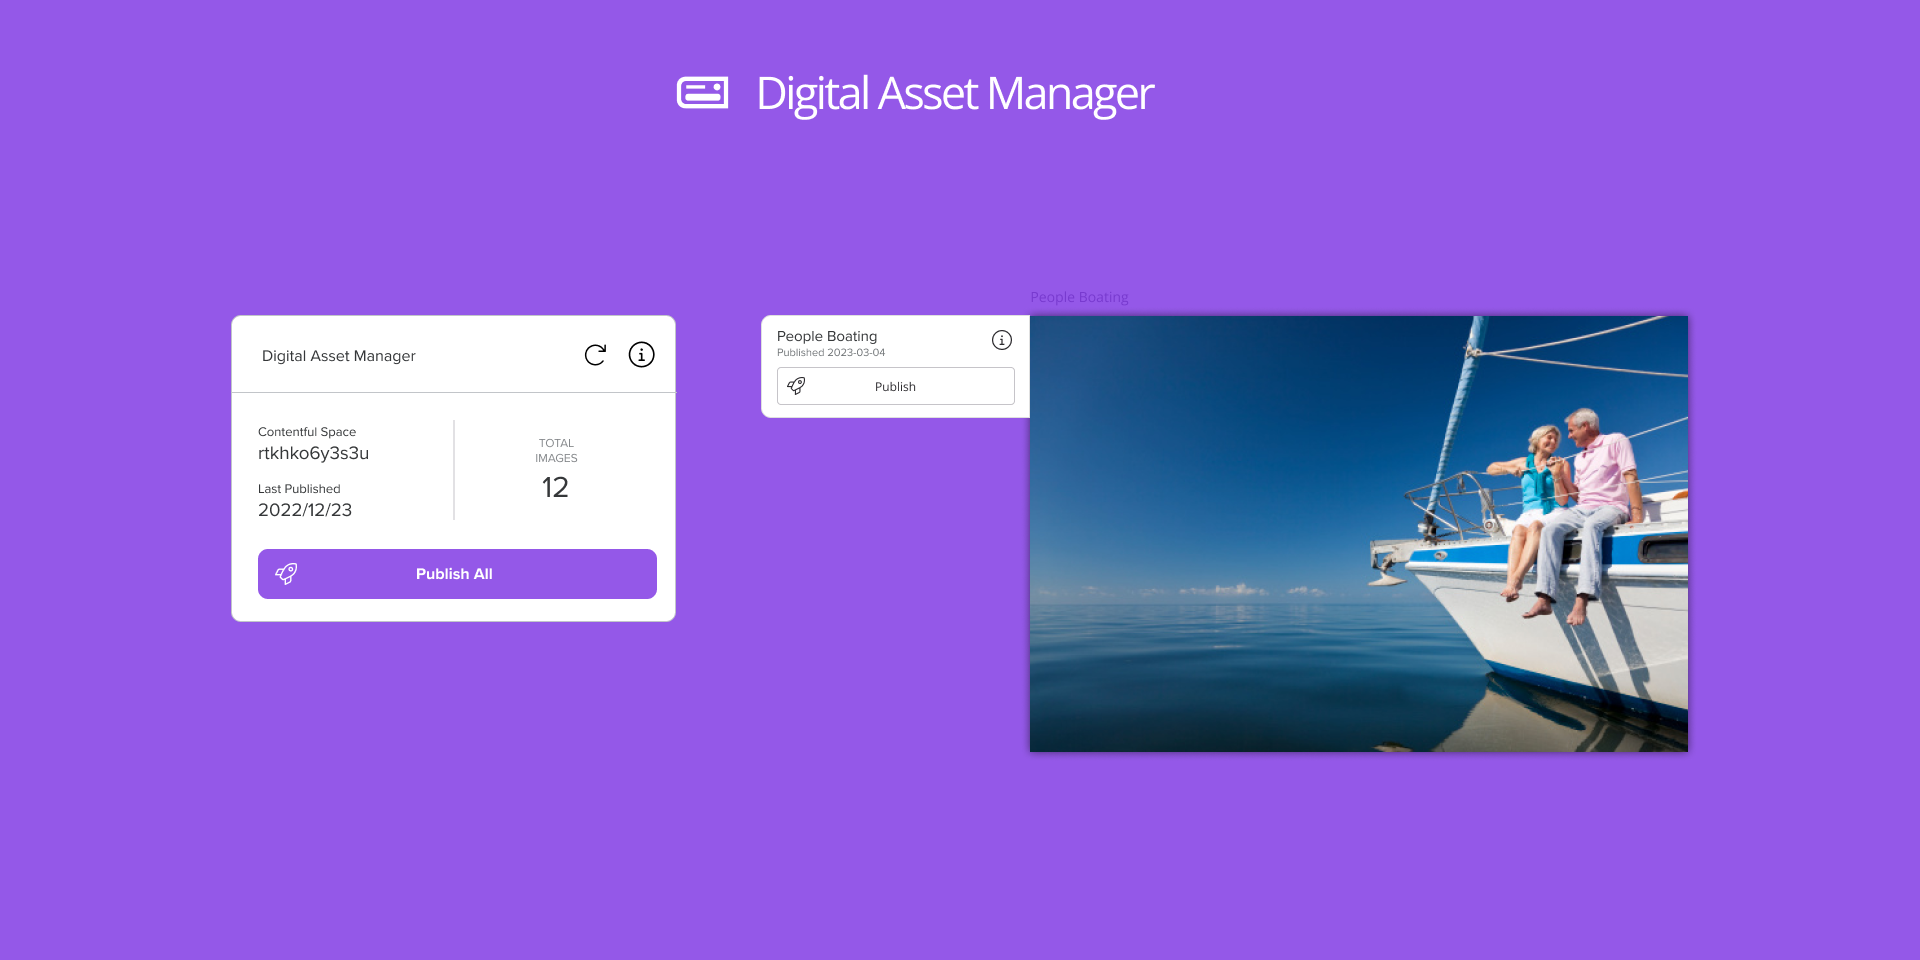 Digital Asset Manager
Digital Asset Manager
Contentful Space
rtkhko6y3s3u
Last Published
2022/12/23
TOTAL
IMAGES
12
Publish All
People Boating
People Boating
Published 2023-03-04
Publish